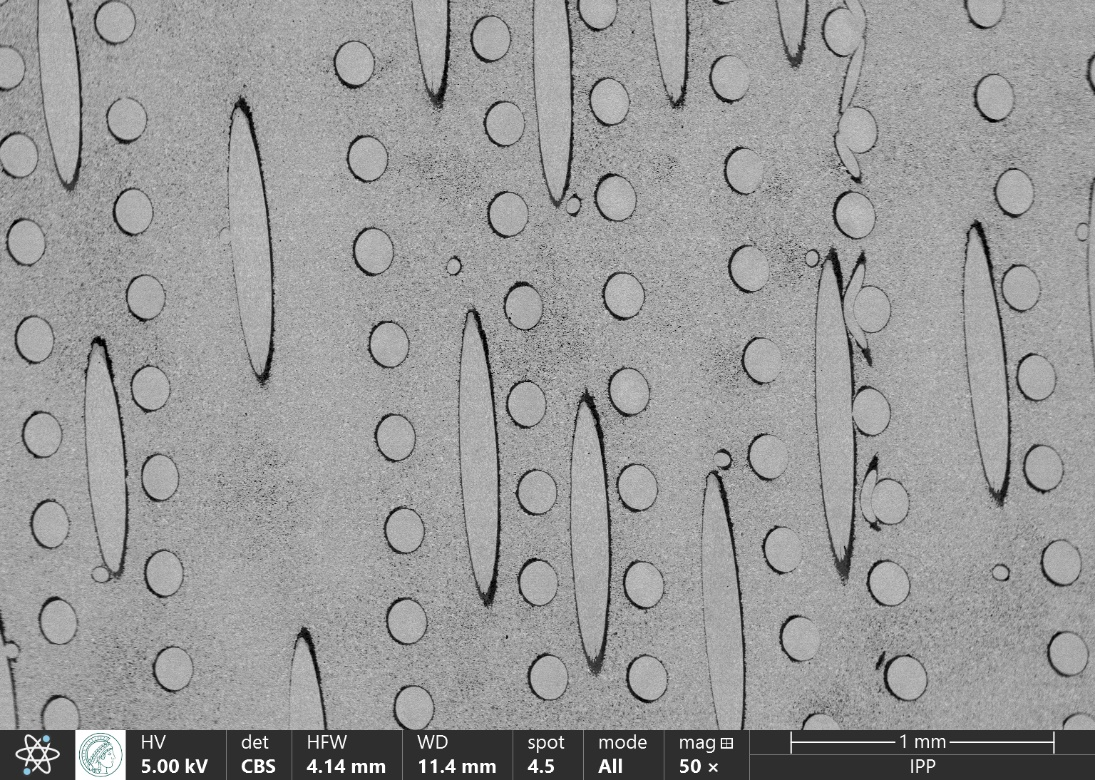 HV det HFW WD spot mode mag 1 mm
5.00 kV CBS 4.14 mm 11.4 mm 4.5 All 50 × IPP